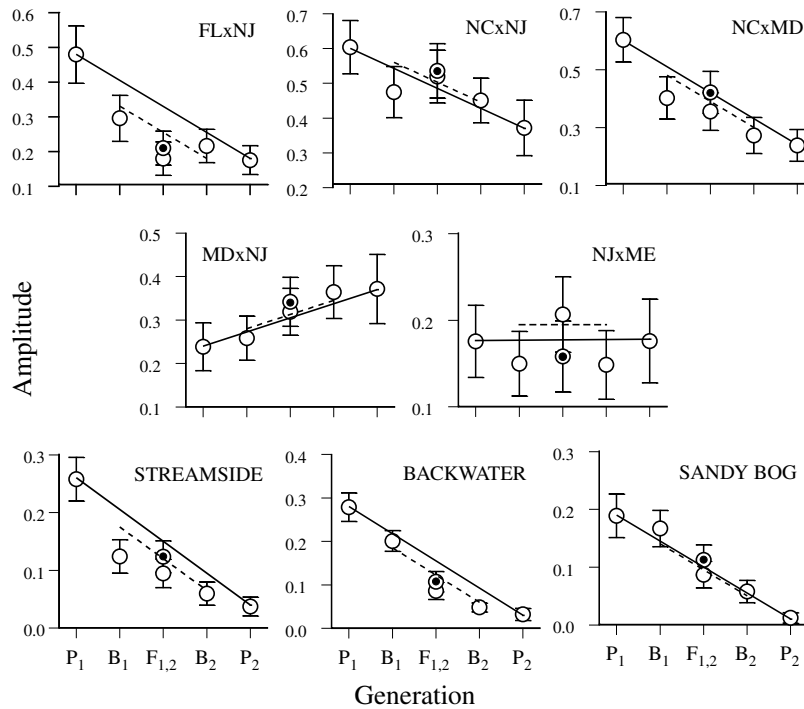 FLxNJ
0.6
0.5
0.4
0.3
0.2
0.1
NCxNJ
0.7
0.6
0.5
0.4
0.3
0.2
NCxMD
0.7
0.5
0.3
0.1
Amplitude
MDxNJ
0.5
0.4
0.3
0.2
0.1
NJxME
0.3
0.2
0.1
STREAMSIDE
0.3
0.2
0.1
0.0
P1 B1 F1,2 B2 P2
BACKWATER
0.4
0.3
0.2
0.1
0.0
P1 B1 F1,2 B2 P2
SANDY BOG
0.3
0.2
0.1
0.0
P1 B1 F1,2 B2 P2
Generation